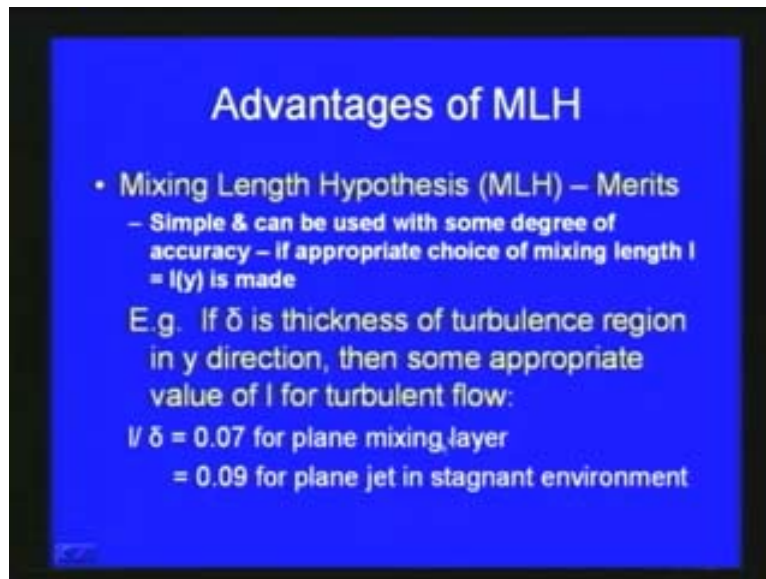 Advantages of MLH
• Mixing Length Hypothesis (MLH) – Merits
– Simple & can be used with some degree of
accuracy – if appropriate choice of mixing length l
= l(y) is made
E.g. If δ is thickness of turbulence region
in y direction, then some appropriate
value of l for turbulent flow:
l/ δ = 0.07 for plane mixing layer
= 0.09 for plane jet in stagnant environment